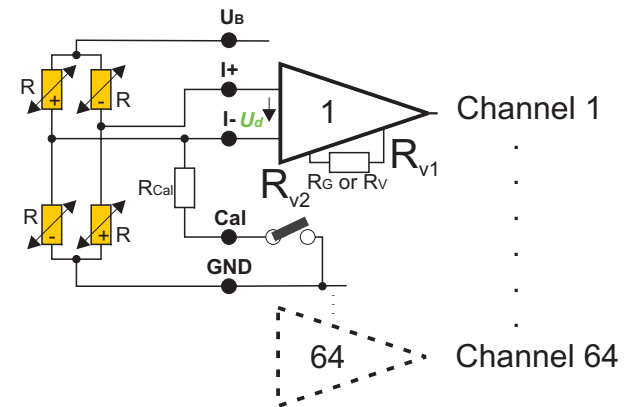 UB
I+
I- Ud
1
Channel 1
R
+
-
R
Rv1
Rv2
RG or RV
RCal
R
-
+
R
Cal
GND
64
Channel 64